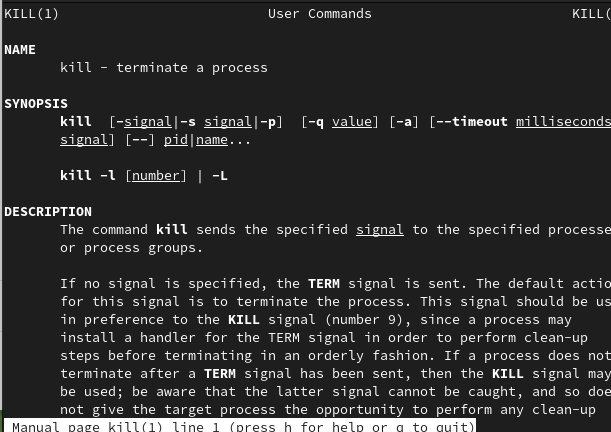 KILL(1) User Commands KILL(
NAME
kill - terminate a process
SYNOPSIS
kill [-signal|-s signal|-p] [-q value] [-a] [--timeout milliseconds
signal] [--] pid|name...
kill -l [number] | -L
DESCRIPTION
The command kill sends the specified signal to the specified processe
or process groups.
If no signal is specified, the TERM signal is sent. The default actio
for this signal is to terminate the process. This signal should be us
in preference to the KILL signal (number 9), since a process may
install a handler for the TERM signal in order to perform clean-up
steps before terminating in an orderly fashion. If a process does not
terminate after a TERM signal has been sent, then the KILL signal may
be used; be aware that the latter signal cannot be caught, and so doe
not give the target process the opportunity to perform any clean-up
Manual page kill(1) line 1 (press h for help or q to quit)